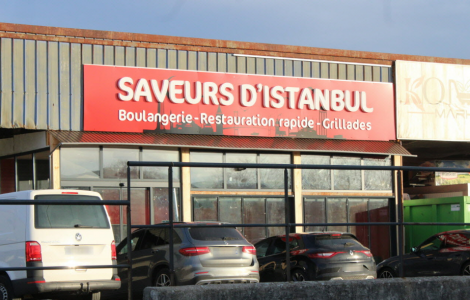 SAVEURS D'ISTANBUL
Boulangerie - Restauration rapide - Grillades